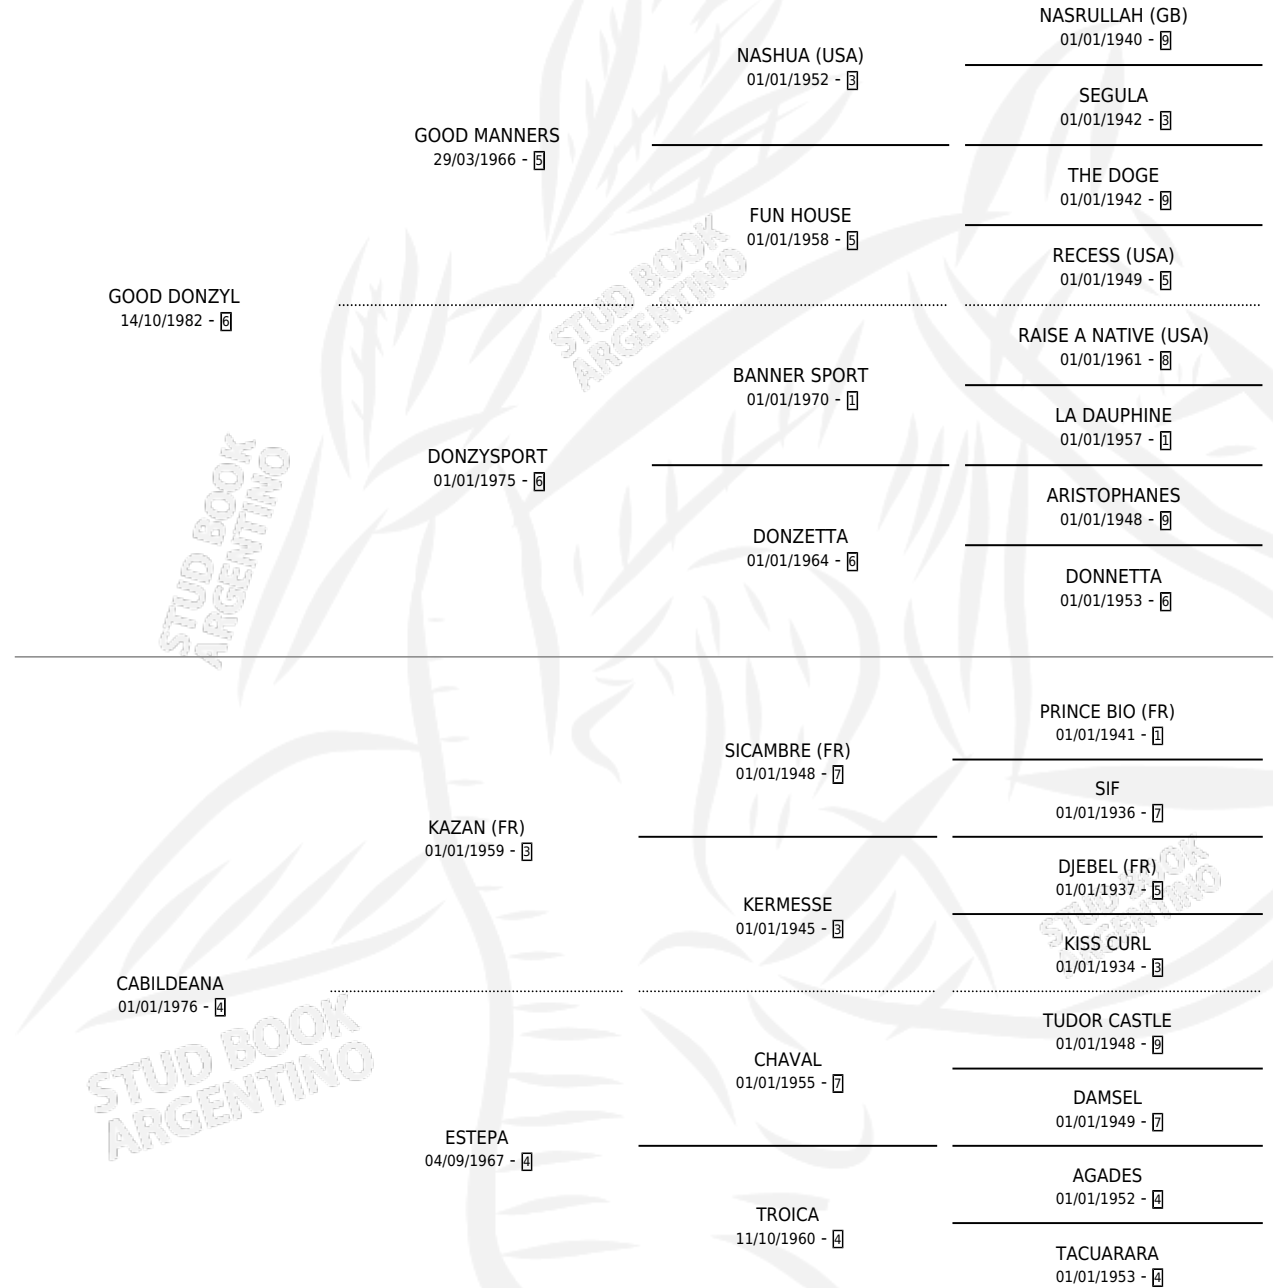 NASRULLAH (GB)
01/01/1940 - 9
NASHUA (USA)
01/01/1952 - 3
SEGULA
01/01/1942 - 3
GOOD MANNERS
29/03/1966 - 5
THE DOGE
01/01/1942 - 9
FUN HOUSE
01/01/1958 - 5
RECESS (USA)
01/01/1949 - 5
GOOD DONZYL
14/10/1982 - 6
RAISE A NATIVE (USA)
01/01/1961 - 8
BANNER SPORT
01/01/1970 - 1
LA DAUPHINE
01/01/1957 - 1
DONZYSPORT
01/01/1975 - 6
ARISTOPHANES
01/01/1948 - 9
DONZETTA
01/01/1964 - 6
DONNETTA
01/01/1953 - 6
PRINCE BIO (FR)
01/01/1941 - 1
SICAMBRE (FR)
01/01/1948 - 7
SIF
01/01/1936 - 7
KAZAN (FR)
01/01/1959 - 3
DJEBEL (FR)
01/01/1937 - 5
KERMESSE
01/01/1945 - 3
KISS CURL
01/01/1934 - 3
CABILDEANA
01/01/1976 - 4
TUDOR CASTLE
01/01/1948 - 9
CHAVAL
01/01/1955 - 7
DAMSEL
01/01/1949 - 7
ESTEPA
04/09/1967 - 4
AGADES
01/01/1952 - 4
TROICA
11/10/1960 - 4
TACUARARA
01/01/1953 - 4
STUD BOOK
ARGENTINO
STUD BOOK
ARGENTINO
STUD BOOK
ARGENTINO
STUD BOOK
ARGENTINO